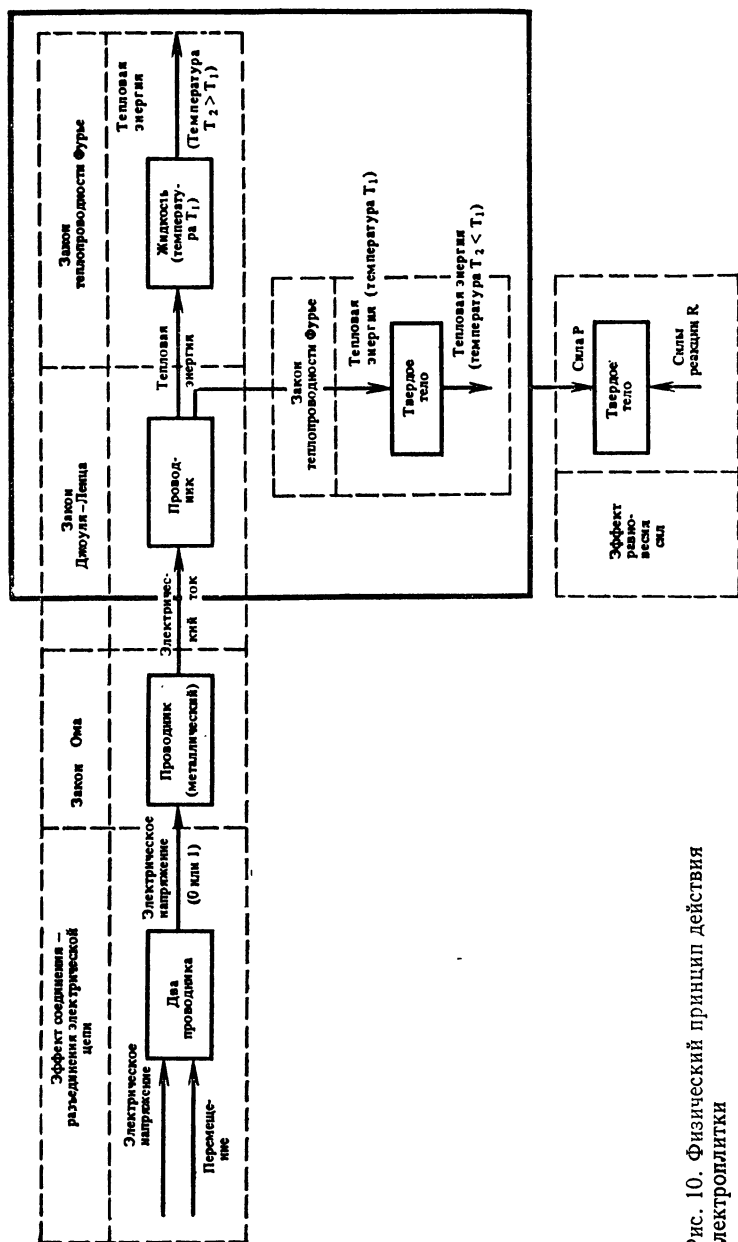 Эффект соединения –
разъединения электрической
цепи
Закон Ома
Закон
Джоуля–Ленца
Закон
теплопроводности Фурье
Электрическое
напряжение
Перемеще-
ние
Два
проводника
Электрическое
напряжение
(0 или 1)
Проводник
(металлический)
Электричес-
кий ток
Провод-
ник
Тепловая
энергия
Жидкость
(температу-
ра T₁)
Тепловая
энергия
(Температура
T₂ > T₁)
Закон
теплопроводности Фурье
Тепловая
энергия (температура T₁)
Твердое
тело
Тепловая энергия
(температура T₂ < T₁)
Эффект
равно-
весия
сил
Сила P
Твердое
тело
Силы
реакции R
Рис. 10. Физический принцип действия
электроплитки